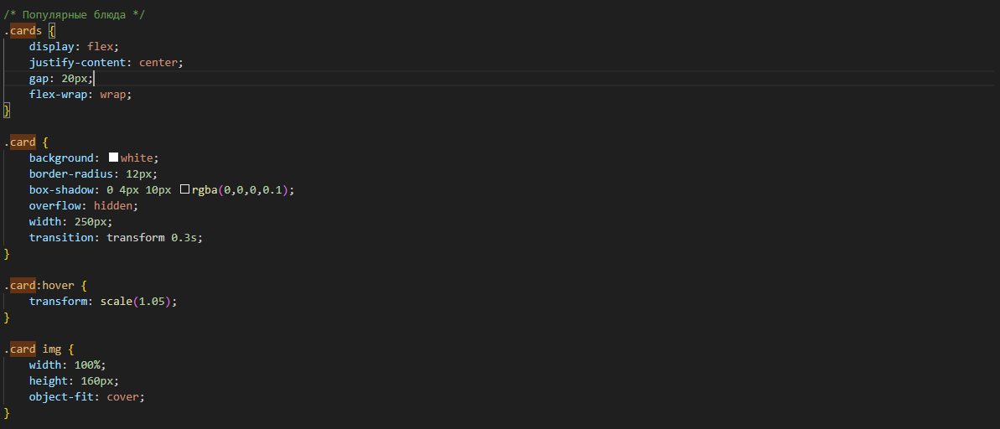 /* Популярные блюда */
.cards {
    display: flex;
    justify-content: center;
    gap: 20px;
    flex-wrap: wrap;
}

.card {
    background: white;
    border-radius: 12px;
    box-shadow: 0 4px 10px rgba(0,0,0,0.1);
    overflow: hidden;
    width: 250px;
    transition: transform 0.3s;
}

.card:hover {
    transform: scale(1.05);
}

.card img {
    width: 100%;
    height: 160px;
    object-fit: cover;
}